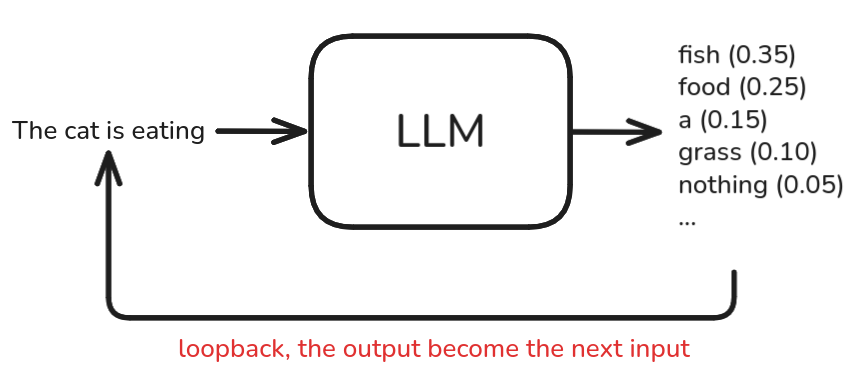 The cat is eating
LLM
fish (0.35)
food (0.25)
a (0.15)
grass (0.10)
nothing (0.05)
...
loopback, the output become the next input